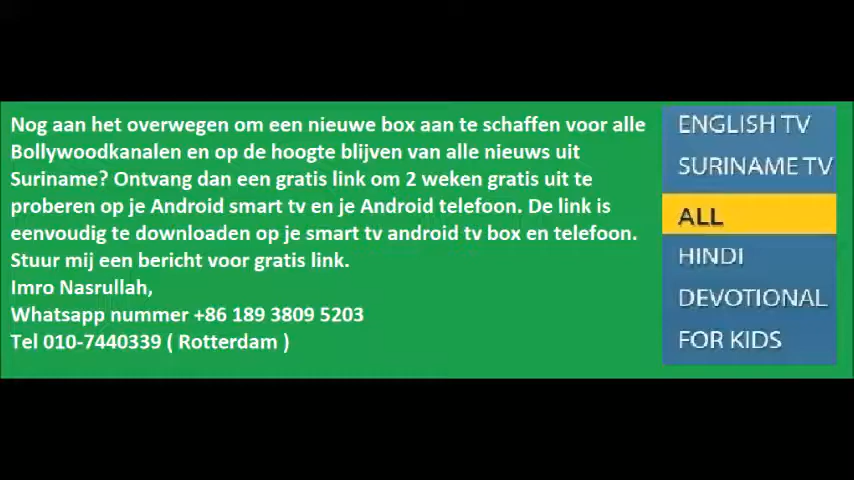 Nog aan het overwegen om een nieuwe box aan te schaffen voor alle
Bollywoodkanalen en op de hoogte blijven van alle nieuws uit
Suriname? Ontvang dan een gratis link om 2 weken gratis uit te
proberen op je Android smart tv en je Android telefoon. De link is
eenvoudig te downloaden op je smart tv android tv box en telefoon.
Stuur mij een bericht voor gratis link.
Imro Nasrullah,
Whatsapp nummer +86 189 3809 5203
Tel 010-7440339 ( Rotterdam )
ENGLISH TV
SURINAME TV
ALL
HINDI
DEVOTIONAL
FOR KIDS